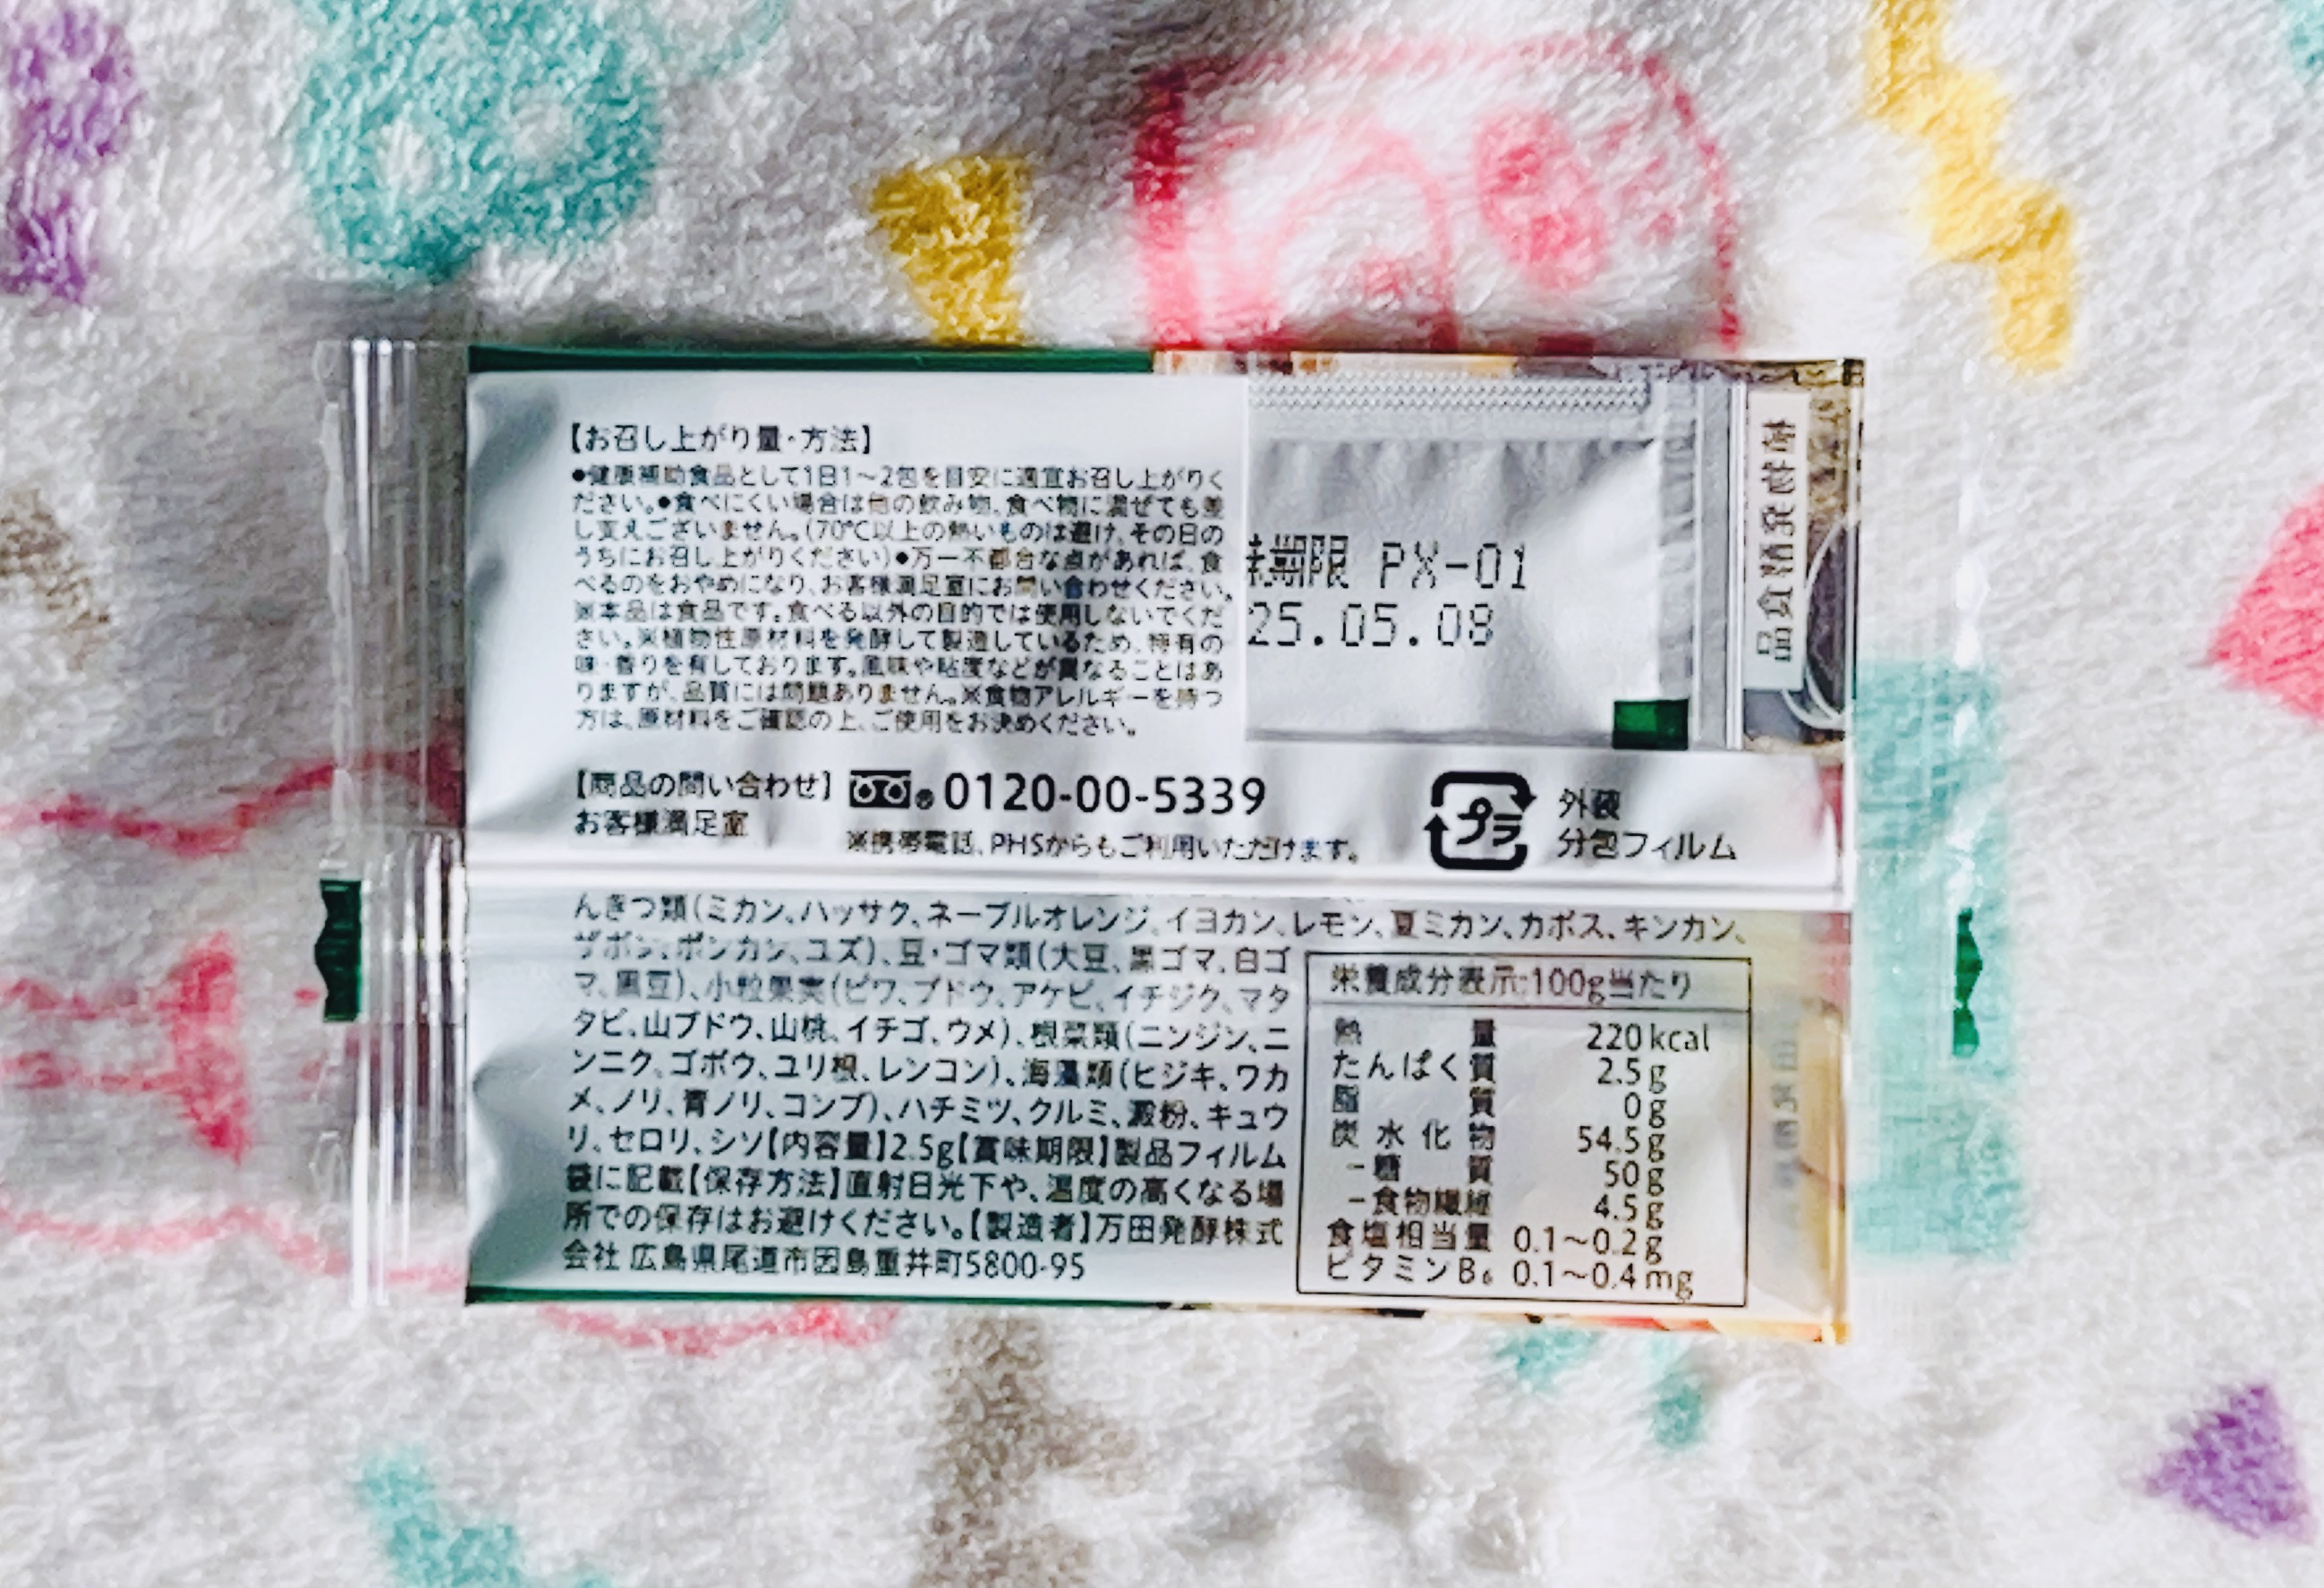 【お召し上がり量・方法】
●健康補助食品として1日1～2包を目安に適宜お召し上がりく
ださい。●食べにくい場合は他の飲み物、食べ物に混ぜても差
し支えございません。(70℃以上の熱いものは避け、その日の
うちにお召し上がりください)●万一不都合な点があれば、食
べるのをおやめになり、お客様満足室にお問い合わせください。
※本品は食品です。食べる以外の目的では使用しないでくだ
さい。※植物性原材料を発酵して製造しているため、特有の
味・香りを有しております。風味や粘度などが異なることはあ
りますが、品質には問題ありません。※食物アレルギーを持つ
方は、原材料をご確認の上、ご使用をお決めください。
期限 PX-01
25.05.08
植物発酵食品
【商品の問い合わせ】
お客様満足室
0120-00-5339
※携帯電話、PHSからもご利用いただけます。
プラ
外装
分包フィルム
んきつ類(ミカン、ハッサク、ネーブルオレンジ、イヨカン、レモン、夏ミカン、カボス、キンカン、
ザボン、ポンカン、ユズ)、豆・ゴマ類(大豆、黒ゴマ、白ゴ
マ、黒豆)、小粒果実(ビワ、ブドウ、アケビ、イチジク、マタ
タビ、山ブドウ、山桃、イチゴ、ウメ)、根菜類(ニンジン、ニ
ンニク、ゴボウ、ユリ根、レンコン)、海藻類(ヒジキ、ワカ
メ、ノリ、青ノリ、コンブ)、ハチミツ、クルミ、澱粉、キュウ
リ、セロリ、シソ【内容量】2.5g【賞味期限】製品フィルム
袋に記載【保存方法】直射日光下や、温度の高くなる場
所での保存はお避けください。【製造者】万田発酵株式
会社 広島県尾道市因島重井町5800-95
栄養成分表示:100g当たり
熱量 220kcal
たんぱく質 2.5g
脂質 0g
炭水化物 54.5g
-糖質 50g
-食物繊維 4.5g
食塩相当量 0.1～0.2g
ビタミンB₆ 0.1～0.4mg